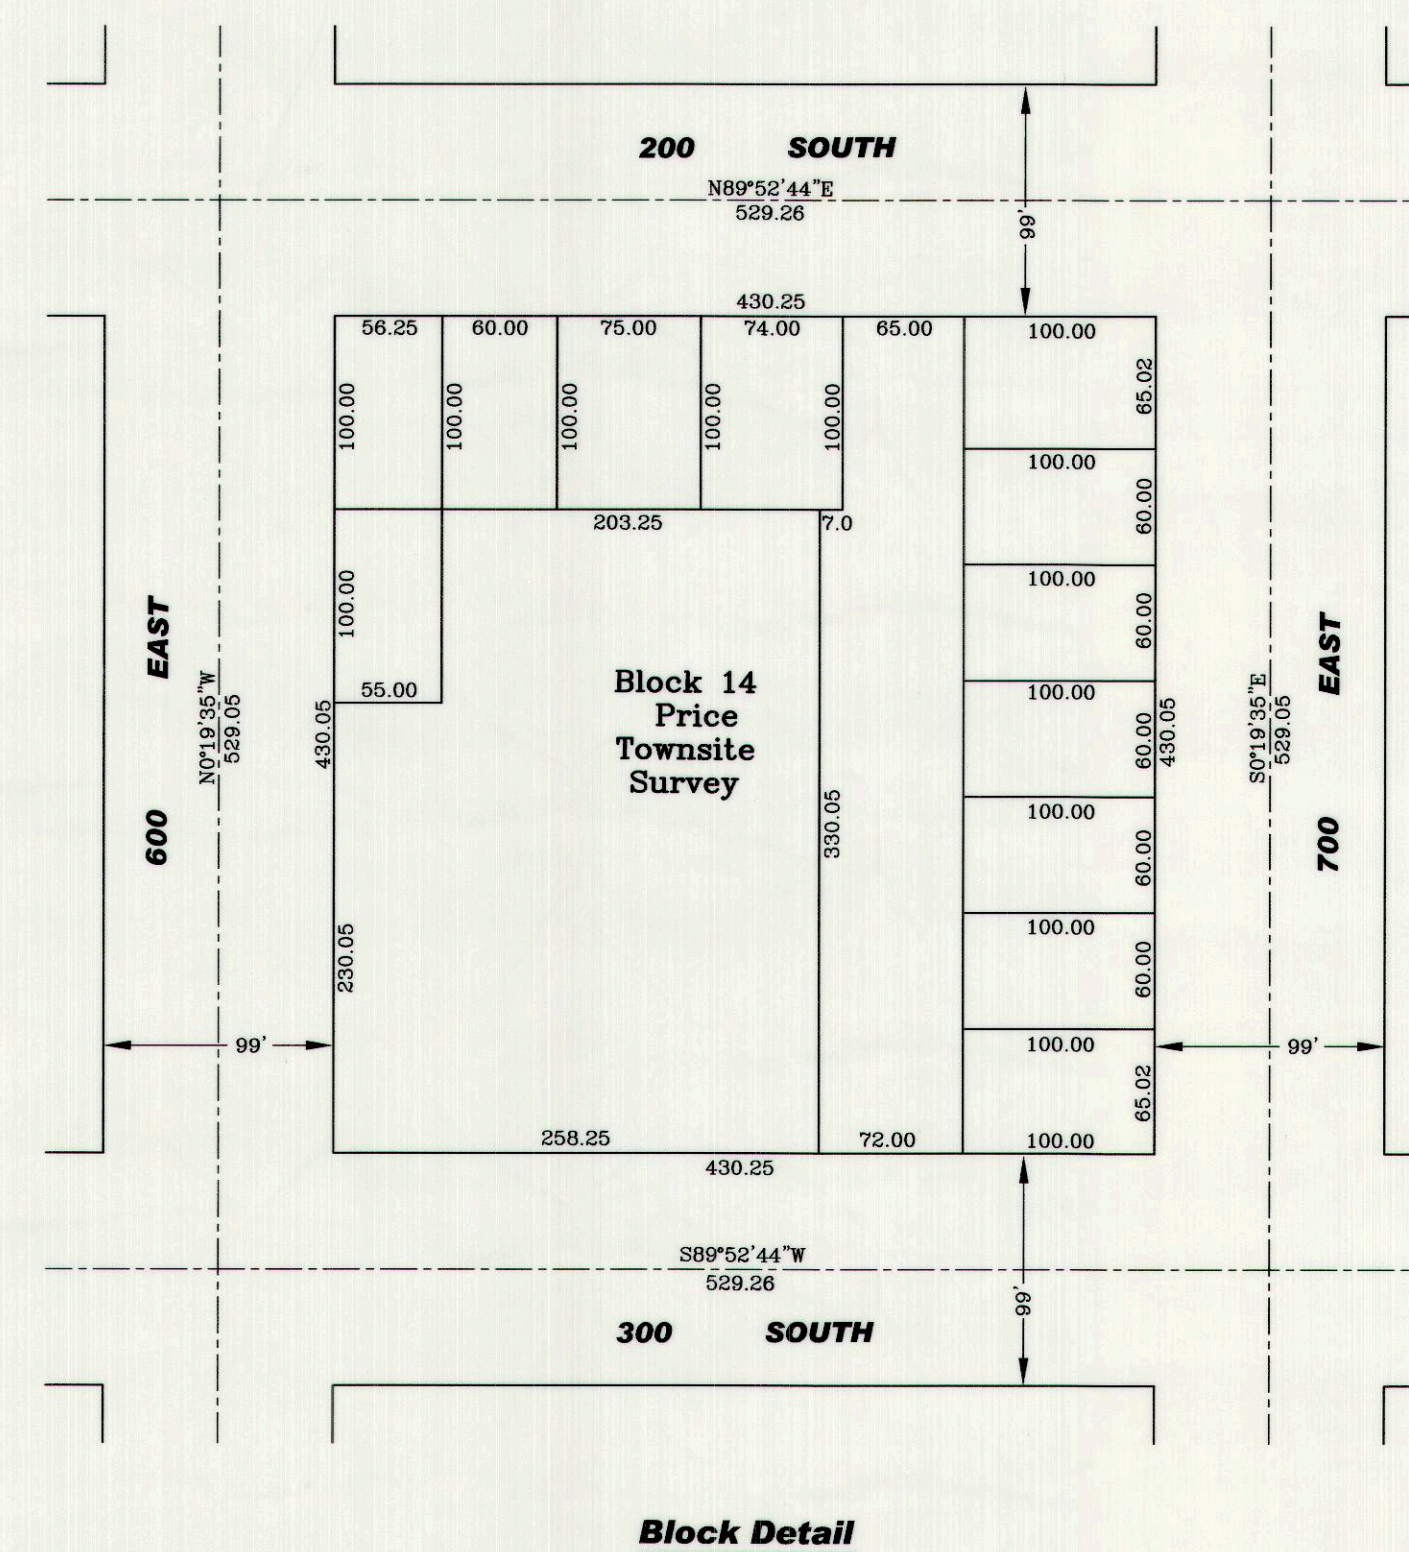 200 SOUTH
N89°52'44"E
529.26
99'
430.25
56.25 60.00 75.00 74.00 65.00 100.00
100.00 100.00 100.00 100.00 100.00 65.02
100.00
60.00
203.25 7.0
100.00
100.00
60.00
600 EAST
N0°19'35"W
529.05
430.05
55.00
Block 14
Price
Townsite
Survey
330.05
100.00
60.00
430.05
S0°19'35"E
529.05
700 EAST
100.00
60.00
230.05
100.00
60.00
99'
100.00
65.02
99'
258.25 72.00 100.00
430.25
S89°52'44"W
529.26
99'
300 SOUTH
Block Detail